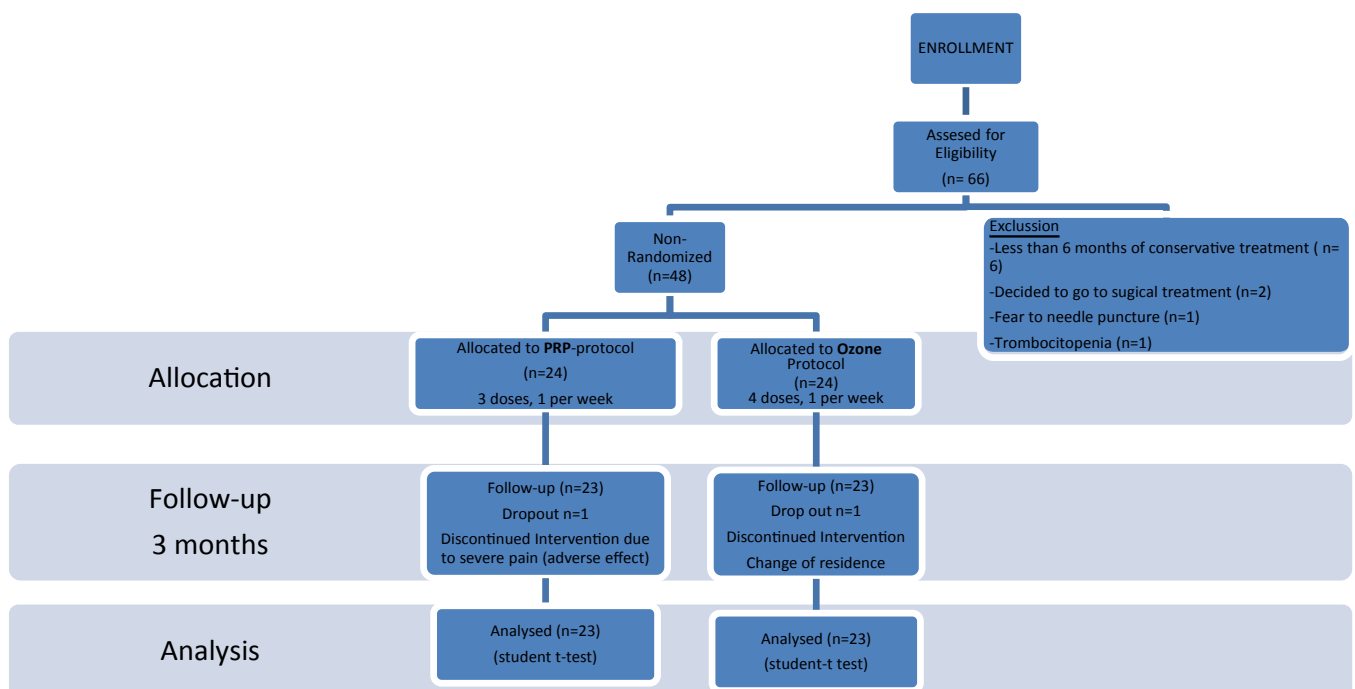 ENROLLMENT
Assesed for
Eligibility
(n= 66)
Non-
Randomized
(n=48)
Exclussion
-Less than 6 months of conservative treatment ( n=
6)
-Decided to go to sugical treatment (n=2)
-Fear to needle puncture (n=1)
-Trombocitopenia (n=1)
Allocation
Allocated to PRP-protocol
(n=24)
3 doses, 1 per week
Allocated to Ozone
Protocol
(n=24)
4 doses, 1 per week
Follow-up
3 months
Follow-up (n=23)
Dropout n=1
Discontinued Intervention due
to severe pain (adverse effect)
Follow-up (n=23)
Drop out n=1
Discontinued Intervention
Change of residence
Analysis
Analysed (n=23)
(student t-test)
Analysed (n=23)
(student-t test)